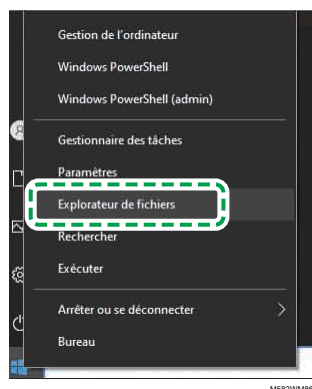 Gestion de l'ordinateur
Windows PowerShell
Windows PowerShell (admin)
Gestionnaire des tâches
Paramètres
Explorateur de fichiers
Rechercher
Exécuter
Arrêter ou se déconnecter
Bureau